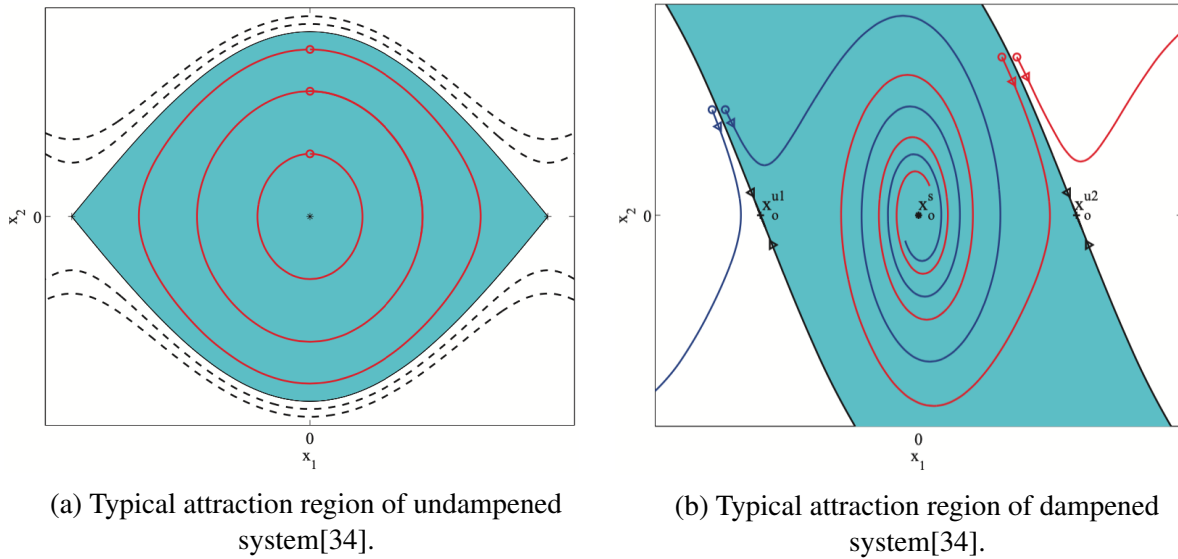 x₂
0
0
x₁
(a) Typical attraction region of undampened
system[34].
x₂
0
x_o^{u1}
x_o^s
x_o^{u2}
0
x₁
(b) Typical attraction region of dampened
system[34].